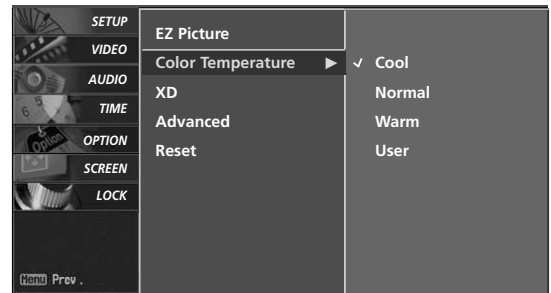 SETUP
VIDEO
AUDIO
TIME
OPTION
SCREEN
LOCK
Menu Prev.
EZ Picture
Color Temperature ▶
XD
Advanced
Reset
✓ Cool
Normal
Warm
User
Option